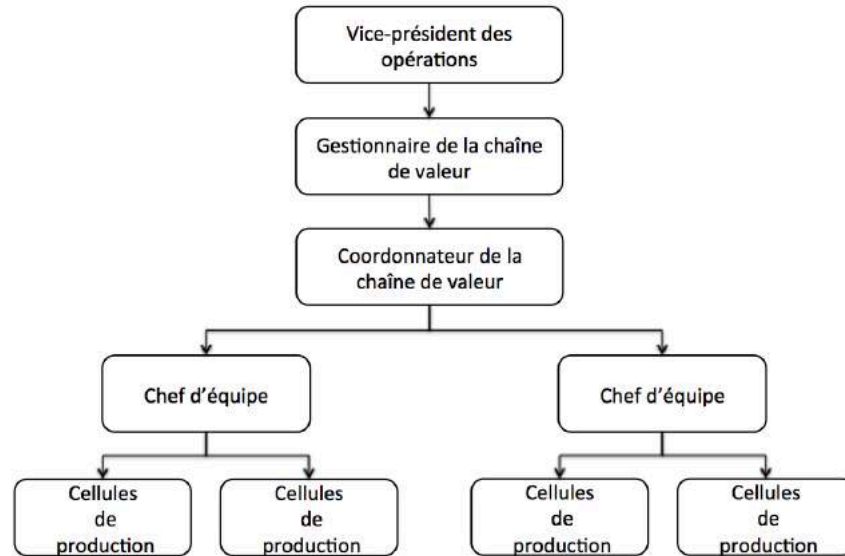 Vice-président des
opérations
Gestionnaire de la chaîne
de valeur
Coordonnateur de la
chaîne de valeur
Chef d'équipe
Chef d'équipe
Cellules
de
production
Cellules
de
production
Cellules
de
production
Cellules
de
production